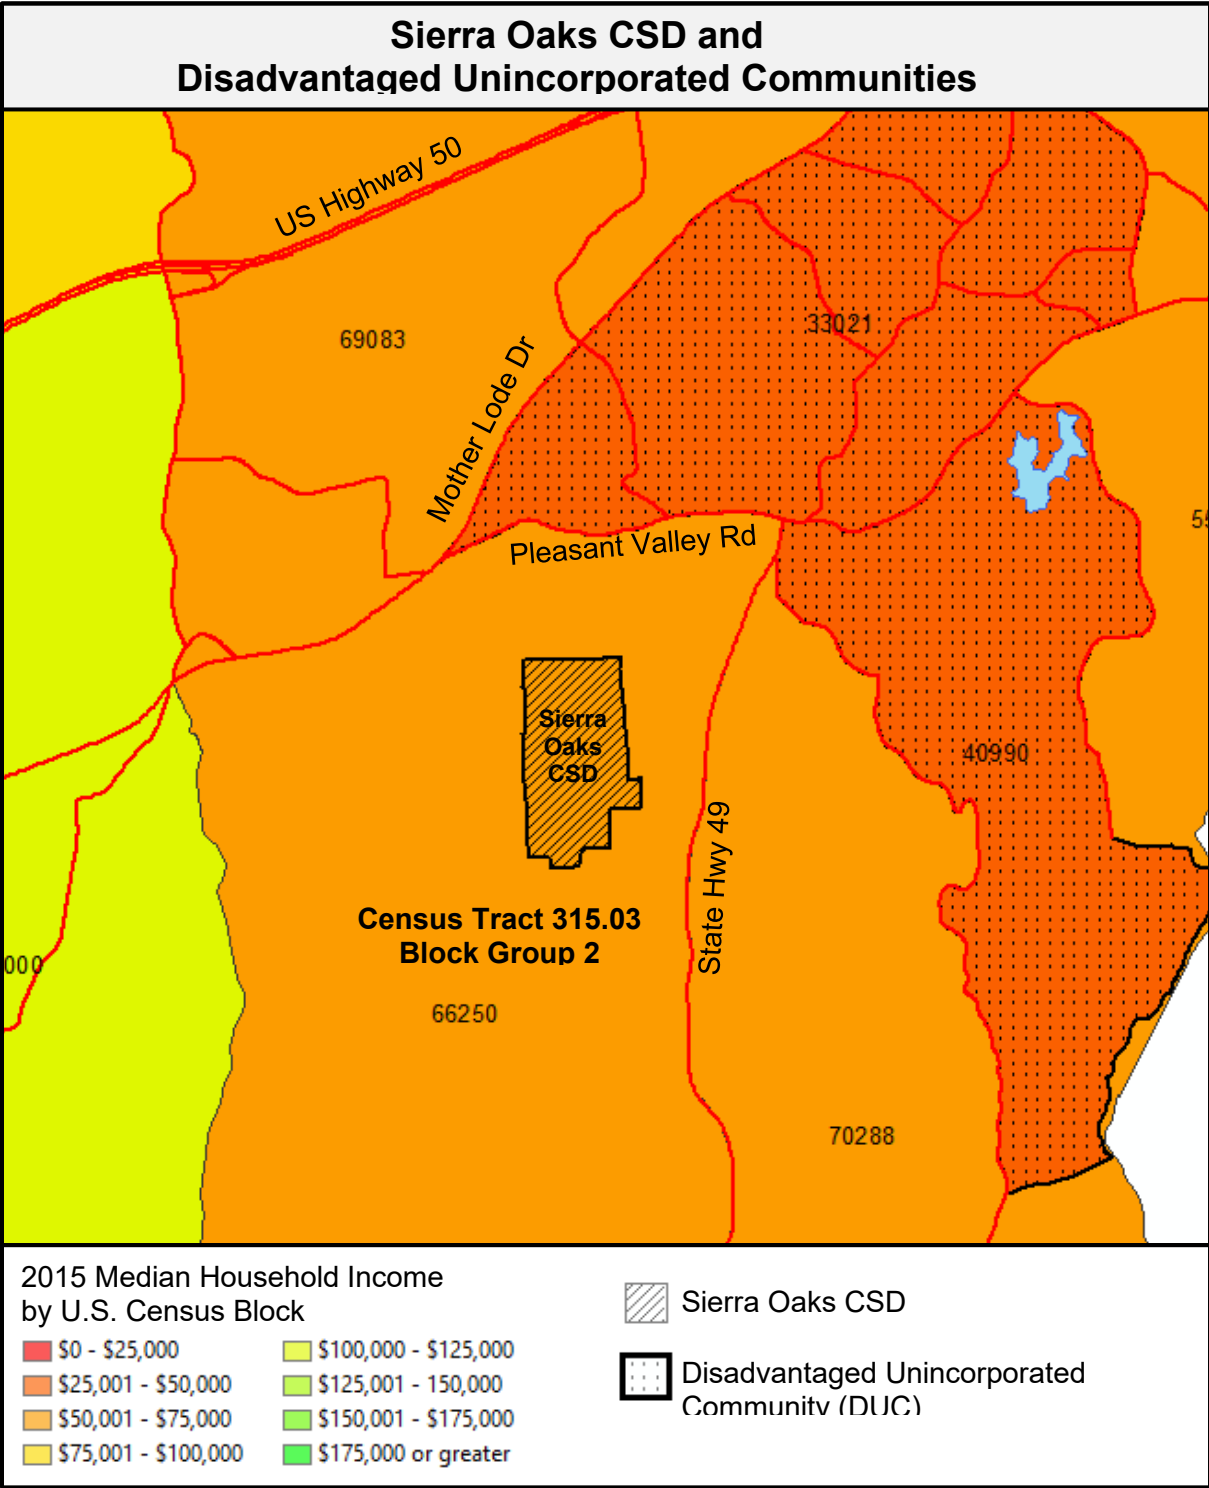 Sierra Oaks CSD and
Disadvantaged Unincorporated Communities
US Highway 50
69083
33021
Mother Lode Dr
55
Pleasant Valley Rd
Sierra
Oaks
CSD
40990
State Hwy 49
Census Tract 315.03
Block Group 2
000
66250
70288
2015 Median Household Income
by U.S. Census Block
$0 - $25,000
$25,001 - $50,000
$50,001 - $75,000
$75,001 - $100,000
$100,000 - $125,000
$125,001 - 150,000
$150,001 - $175,000
$175,000 or greater
Sierra Oaks CSD
Disadvantaged Unincorporated
Community (DUC)